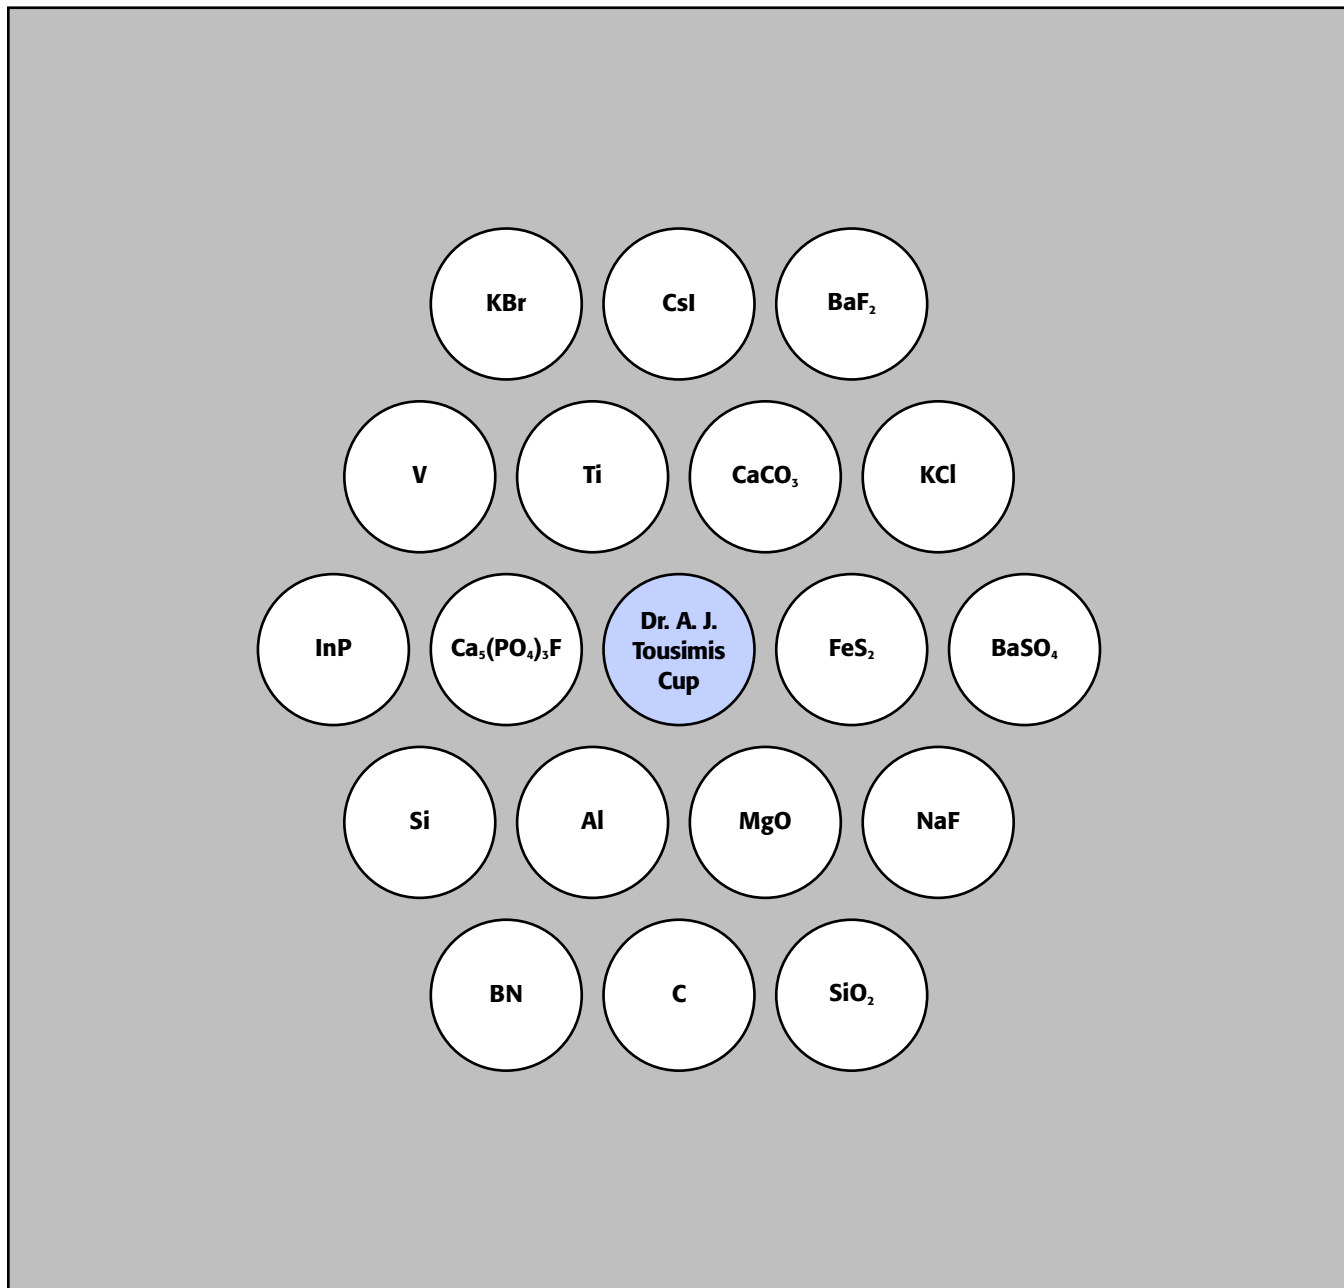 KBr CsI BaF₂
V Ti CaCO₃ KCl
InP Ca₅(PO₄)₃F Dr. A. J.
Tousimis
Cup FeS₂ BaSO₄
Si Al MgO NaF
BN C SiO₂